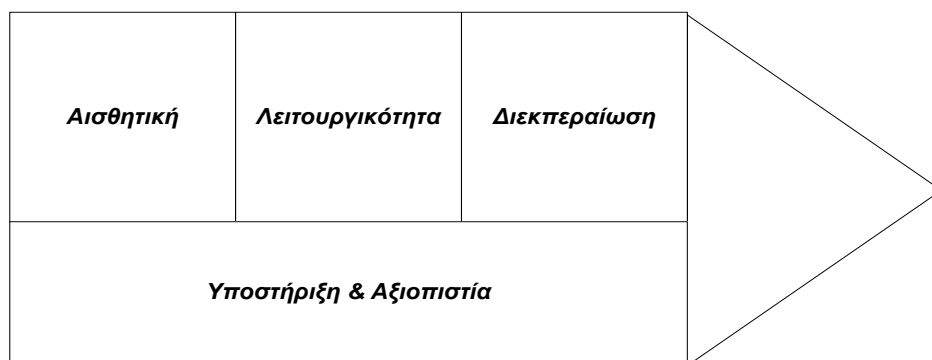 Αισθητική
Λειτουργικότητα
Διεκπεραίωση
Υποστήριξη & Αξιοπιστία